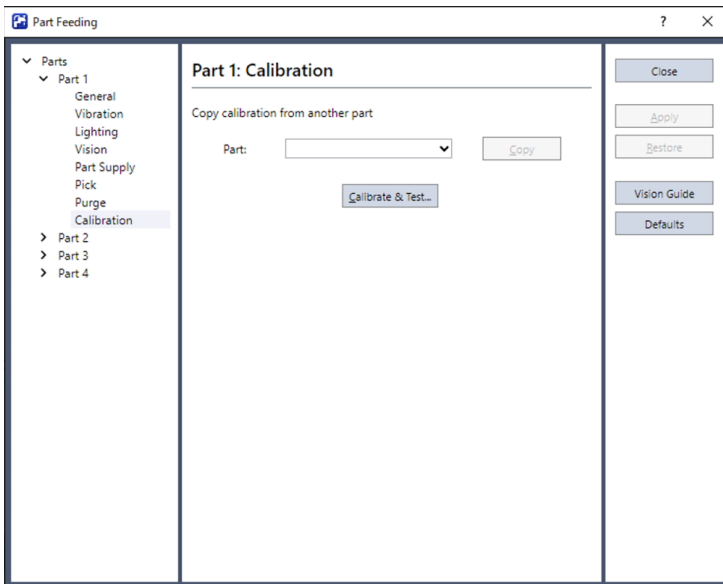 Part Feeding
Parts
Part 1
General
Vibration
Lighting
Vision
Part Supply
Pick
Purge
Calibration
Part 2
Part 3
Part 4
Part 1: Calibration
Copy calibration from another part
Part:
Copy
Calibrate & Test...
Close
Apply
Restore
Vision Guide
Defaults